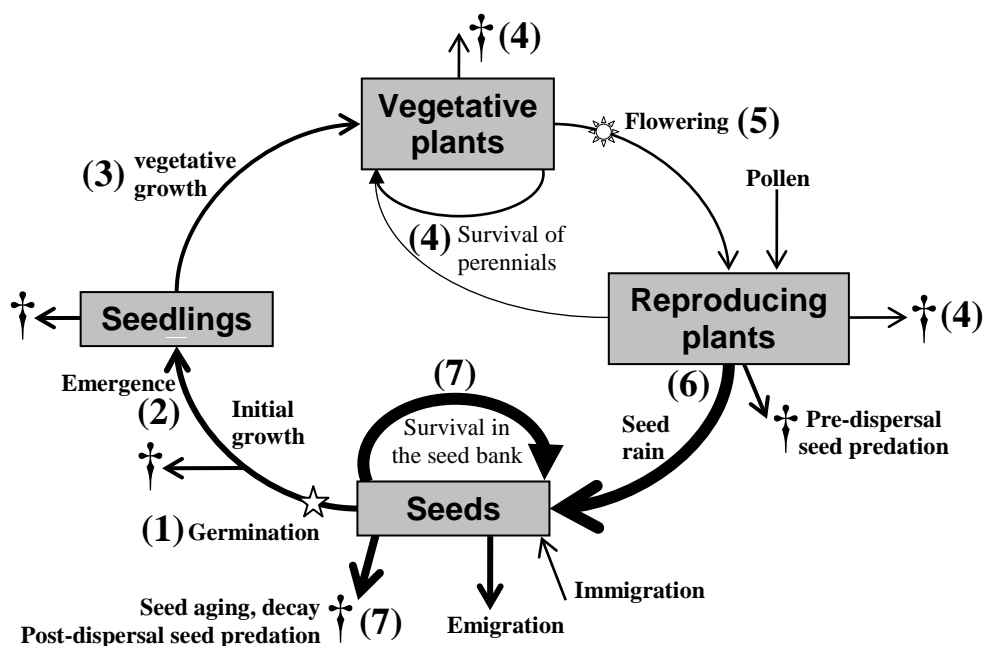 (4)
Vegetative
plants
Flowering (5)
(3) vegetative
growth
Pollen
(4) Survival of
perennials
Seedlings
Reproducing
plants
(4)
Emergence
(2)
Initial
growth
(7)
Survival in
the seed bank
(6)
Seed
rain
Pre-dispersal
seed predation
Seeds
(1) Germination
Immigration
Seed aging, decay
Post-dispersal seed predation
(7)
Emigration